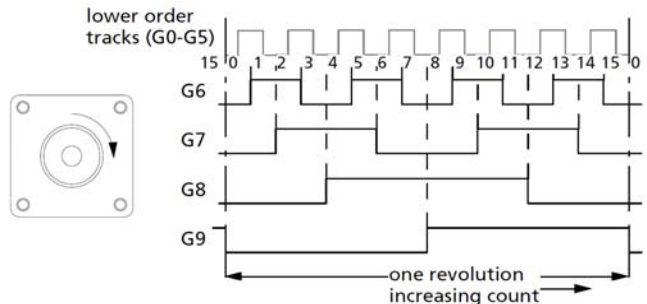 lower order
tracks (G0-G5)
15 0 1 2 3 4 5 6 7 8 9 10 11 12 13 14 15 0
G6
G7
G8
G9
one revolution
increasing count